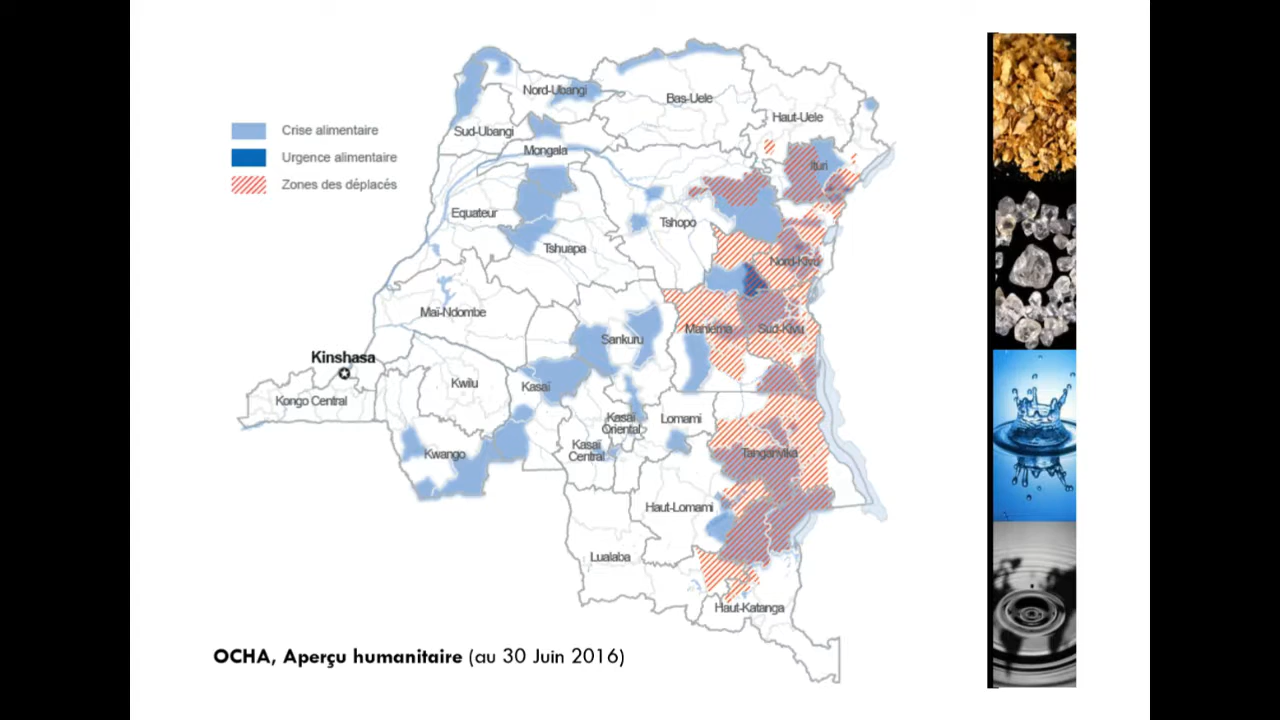 Nord-Ubangi
Bas-Uele
Haut-Uele
Crise alimentaire
Sud-Ubangi
Mongala
Urgence alimentaire
Ituri
Zones des déplacés
Equateur
Tshopo
Tshuapa
Nord-Kivu
Maï-Ndombe
Maniema
Sud-Kivu
Sankuru
Kinshasa
Kwilu
Kasaï
Kongo Central
Kasaï
Oriental
Lomami
Kasaï
Central
Kwango
Tanganyika
Haut-Lomami
Lualaba
Haut-Katanga
OCHA, Aperçu humanitaire (au 30 Juin 2016)